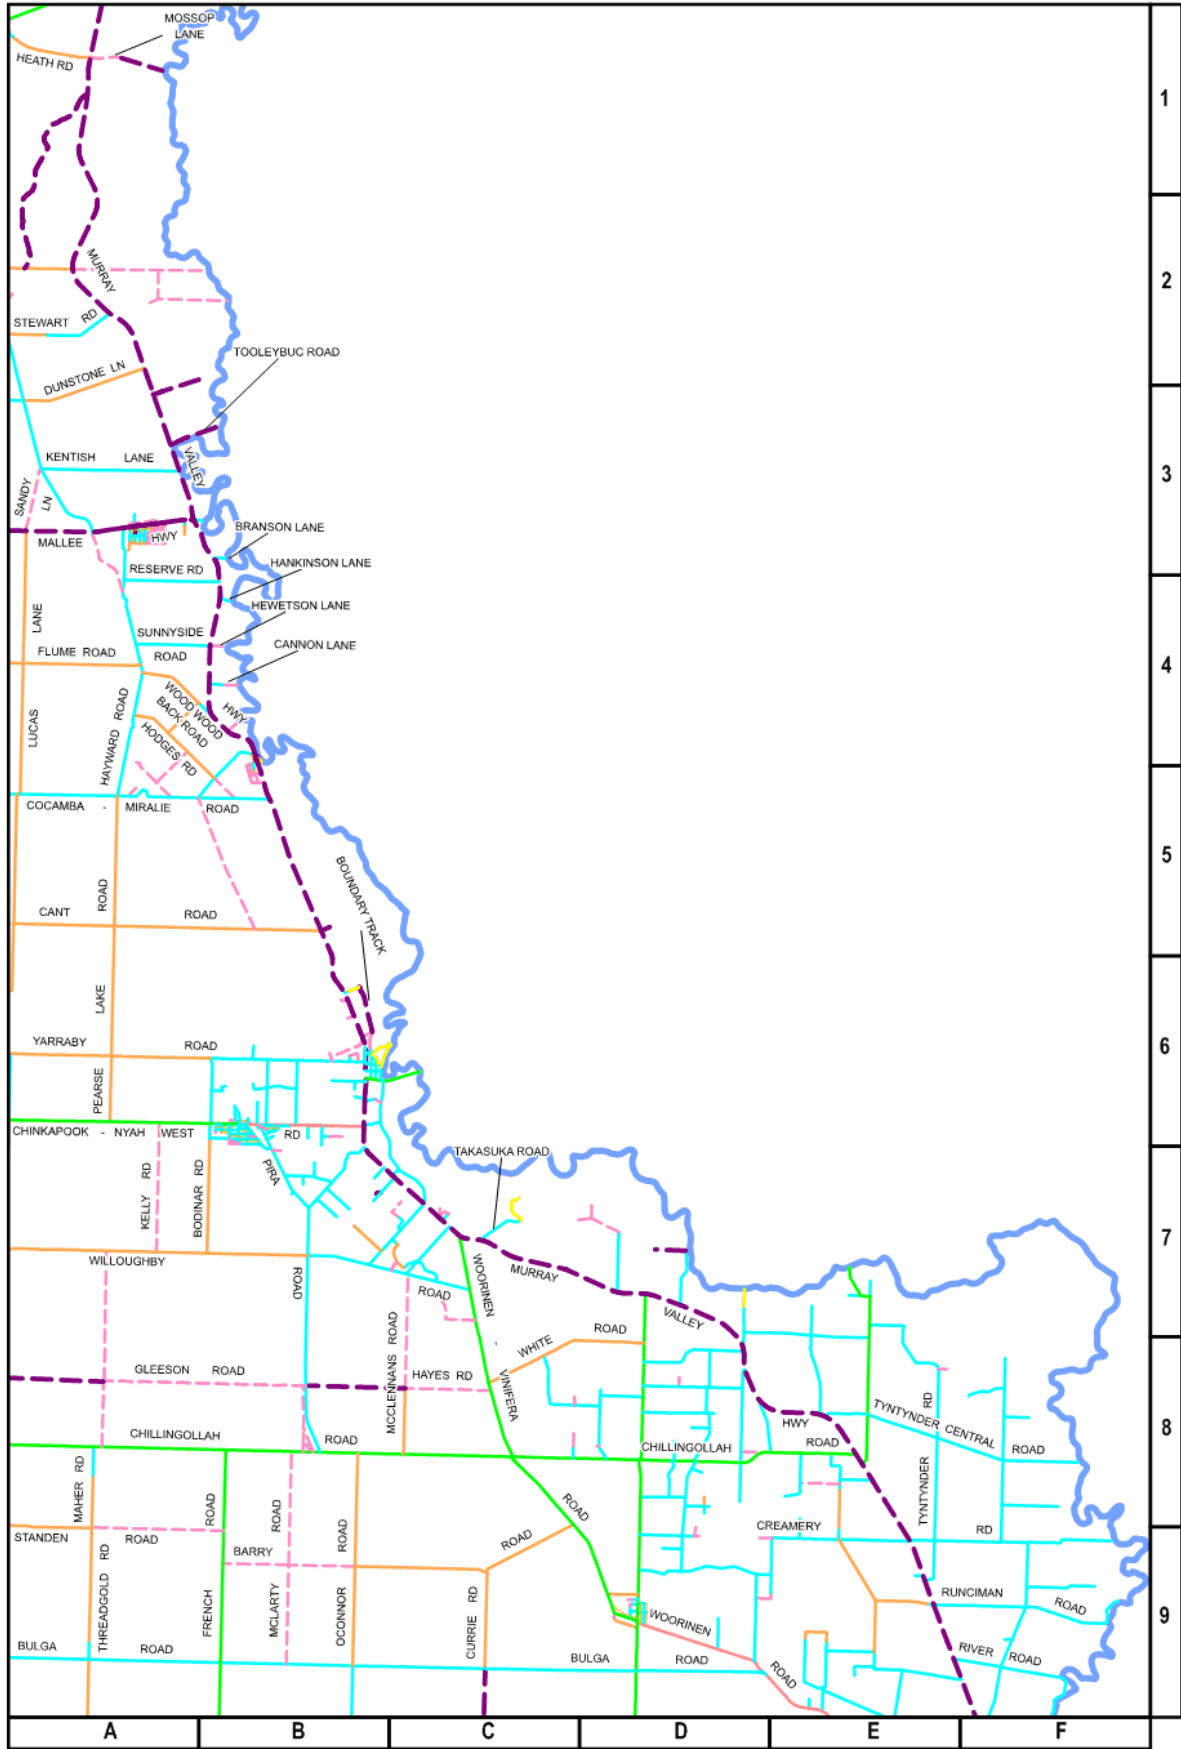 MOSSOP
LANE
HEATH RD
1
MURRAY
2
STEWART RD
TOOLEYBUC ROAD
DUNSTONE LN
KENTISH LANE
VALLEY
3
SANDY
LN
BRANSON LANE
MALLEE HWY
HANKINSON LANE
RESERVE RD
HEWETSON LANE
LANE
SUNNYSIDE
ROAD
CANNON LANE
FLUME ROAD
4
WOOD WOOD
BACK ROAD
HWY
LUCAS
HAYWARD ROAD
HODGES RD
COCAMBA - MIRALIE ROAD
5
BOUNDARY TRACK
CANT ROAD
PEARSE LAKE ROAD
YARRABY ROAD
6
CHINKAPOOK - NYAH WEST RD
TAKASUKA ROAD
PIRA
ROAD
KELLY RD
BODINAR RD
7
WILLOUGHBY
ROAD
WOORINEN - VINIFERA
ROAD
MURRAY
VALLEY
HWY
MCCLENNANS ROAD
WHITE ROAD
GLEESON ROAD
HAYES RD
TYNTYNDER CENTRAL
ROAD
8
CHILLINGOLLAH ROAD
CHILLINGOLLAH
ROAD
TYNTYNDER
RD
MAHER RD
STANDEN ROAD
ROAD
CREAMERY RD
BARRY
THREADGOLD RD
FRENCH ROAD
MCLARTY ROAD
OCONNOR ROAD
CURRIE RD
RUNCIMAN
ROAD
9
WOORINEN
ROAD
RIVER ROAD
BULGA ROAD
BULGA ROAD
A B C D E F